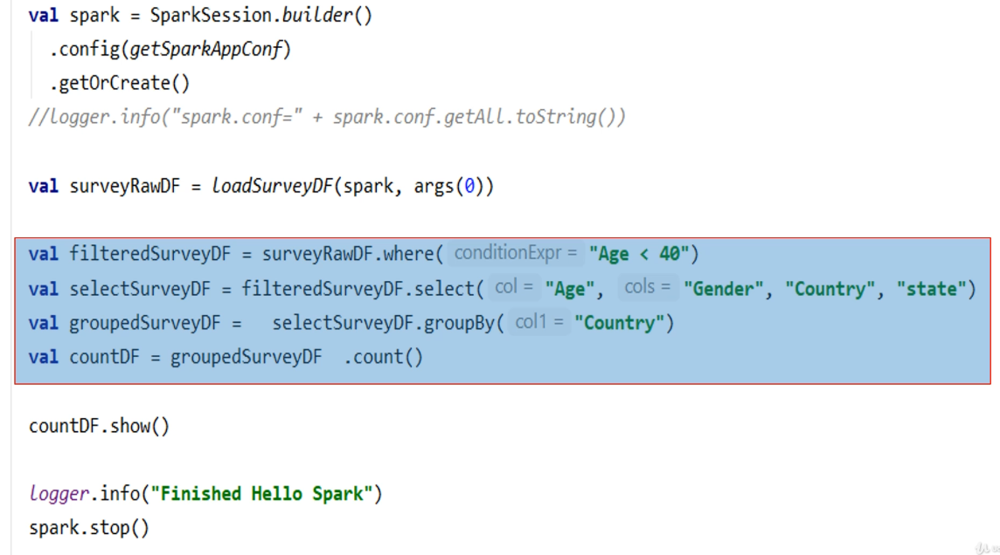 val spark = SparkSession.builder()
.config(getSparkAppConf)
.getOrCreate()
//logger.info("spark.conf=" + spark.conf.getAll.toString())
val surveyRawDF = loadSurveyDF(spark, args(0))
val filteredSurveyDF = surveyRawDF.where( conditionExpr = "Age < 40")
val selectSurveyDF = filteredSurveyDF.select( col = "Age", cols = "Gender", "Country", "state")
val groupedSurveyDF = selectSurveyDF.groupBy( col1 = "Country")
val countDF = groupedSurveyDF .count()
countDF.show()
logger.info("Finished Hello Spark")
spark.stop()